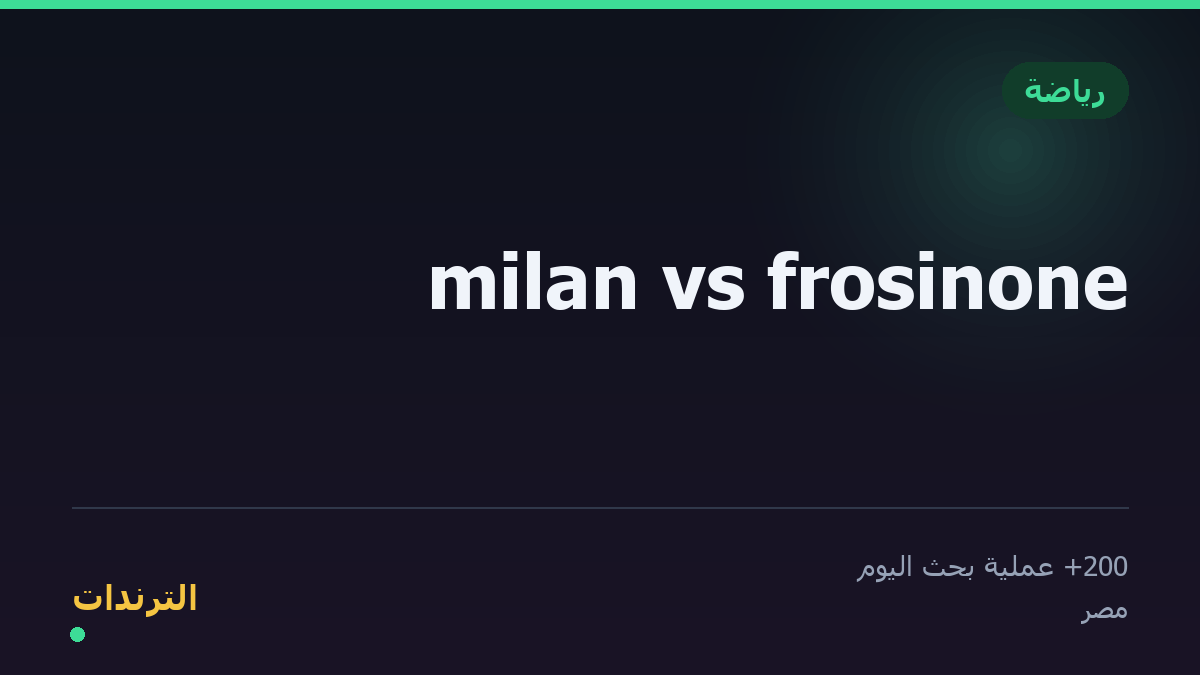 رياضة
milan vs frosinone
+200 عملية بحث اليوم
مصر
الترندات